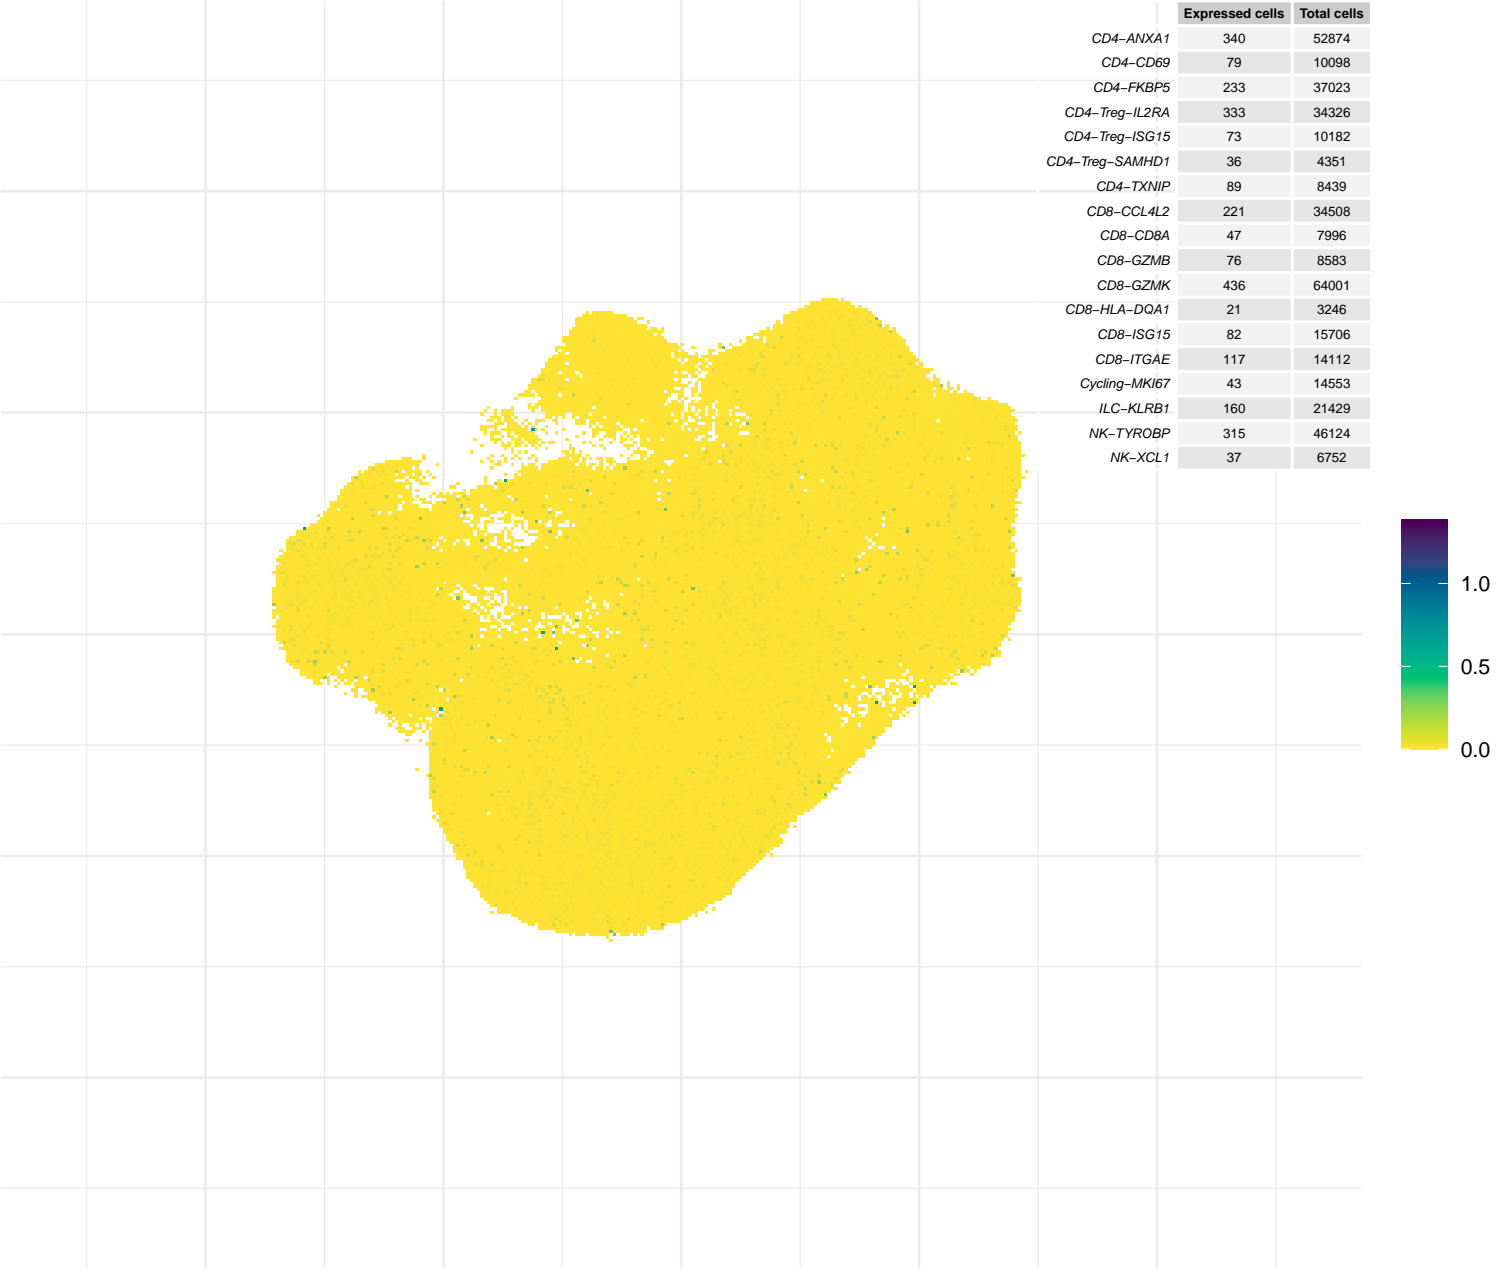 Expressed cells Total cells
CD4−ANXA1 340 52874
CD4−CD69 79 10098
CD4−FKBP5 233 37023
CD4−Treg−IL2RA 333 34326
CD4−Treg−ISG15 73 10182
CD4−Treg−SAMHD1 36 4351
CD4−TXNIP 89 8439
CD8−CCL4L2 221 34508
CD8−CD8A 47 7996
CD8−GZMB 76 8583
CD8−GZMK 436 64001
CD8−HLA−DQA1 21 3246
CD8−ISG15 82 15706
CD8−ITGAE 117 14112
Cycling−MKI67 43 14553
ILC−KLRB1 160 21429
NK−TYROBP 315 46124
NK−XCL1 37 6752
1.0
0.5
0.0